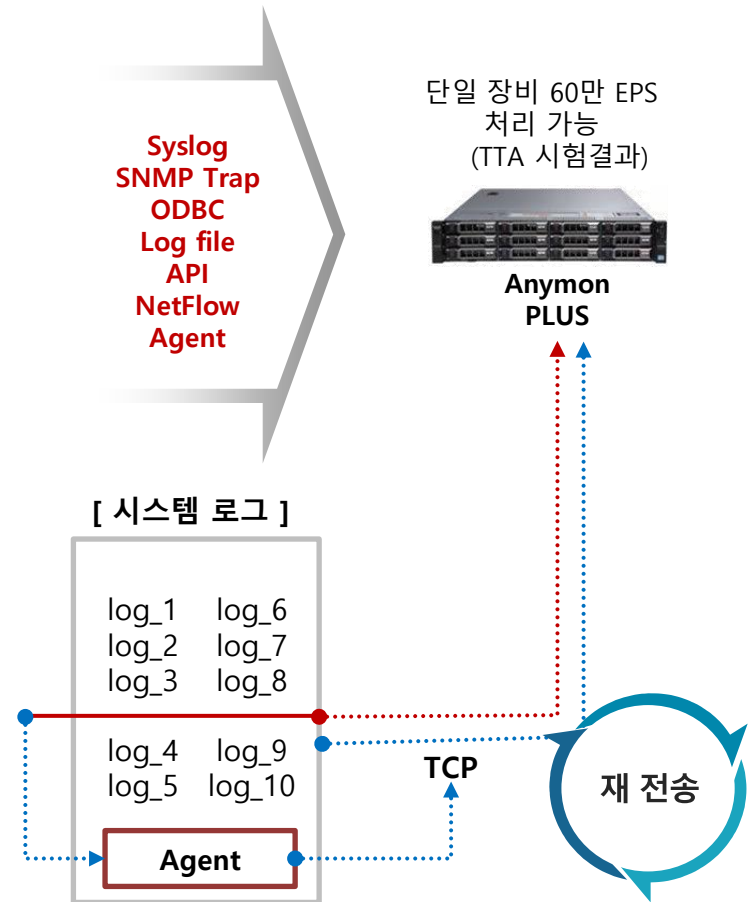 단일 장비 60만 EPS
처리 가능
(TTA 시험결과)
Syslog
SNMP Trap
ODBC
Log file
API
NetFlow
Agent
Anymon
PLUS
[ 시스템 로그 ]
log_1 log_6
log_2 log_7
log_3 log_8
log_4 log_9
log_5 log_10
TCP
재 전송
Agent